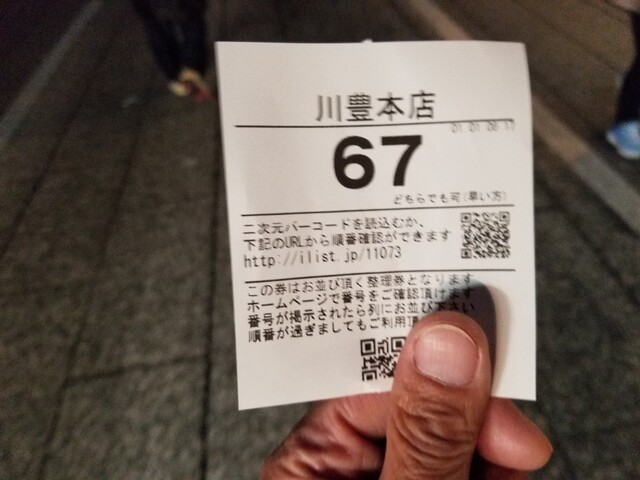 川豊本店
67
どちらでも可(早い方)
二次元バーコードを読込むか、
下記のURLから順番確認ができます
http://ilist.jp/11073
この券はお並び頂く整理券となります
ホームページで番号をご確認頂けます
番号が掲示されたら列にお並び下さい
順番が過ぎましてもご利用頂